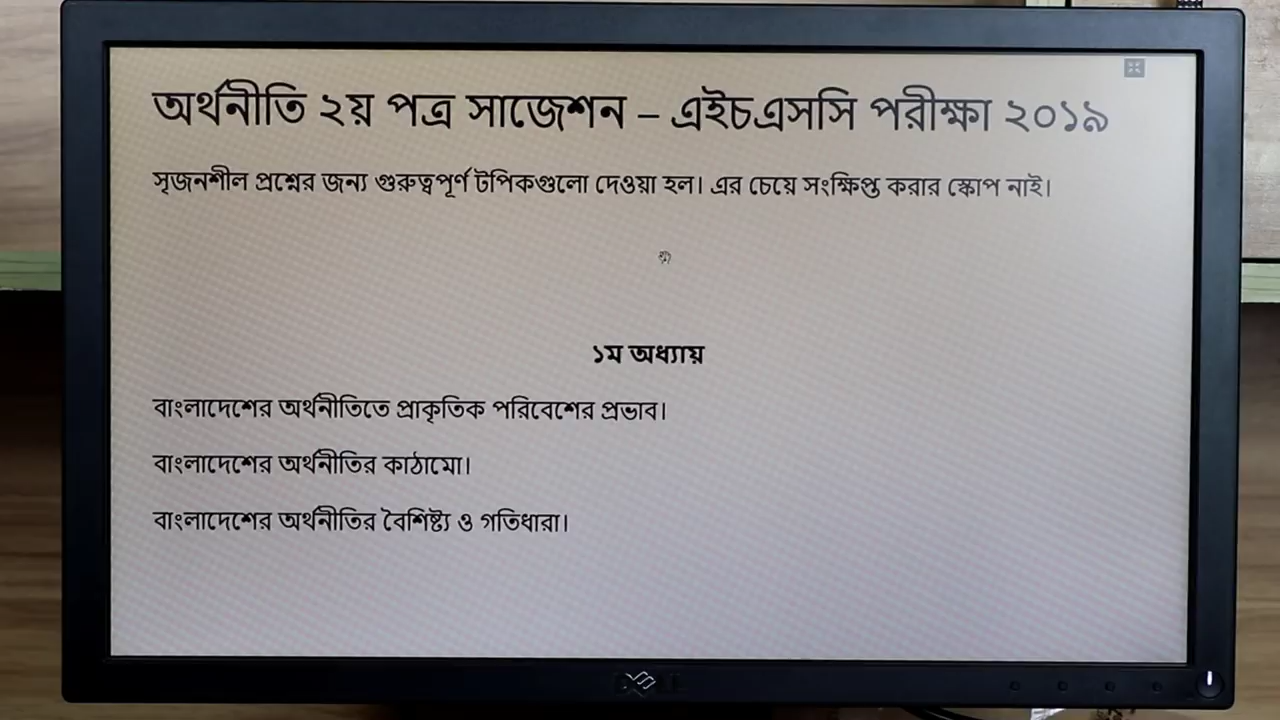 অর্থনীতি ২য় পত্র সাজেশন – এইচএসসি পরীক্ষা ২০১৯
সৃজনশীল প্রশ্নের জন্য গুরুত্বপূর্ণ টপিকগুলো দেওয়া হল। এর চেয়ে সংক্ষিপ্ত করার স্কোপ নাই।
১ম অধ্যায়
বাংলাদেশের অর্থনীতিতে প্রাকৃতিক পরিবেশের প্রভাব।
বাংলাদেশের অর্থনীতির কাঠামো।
বাংলাদেশের অর্থনীতির বৈশিষ্ট্য ও গতিধারা।